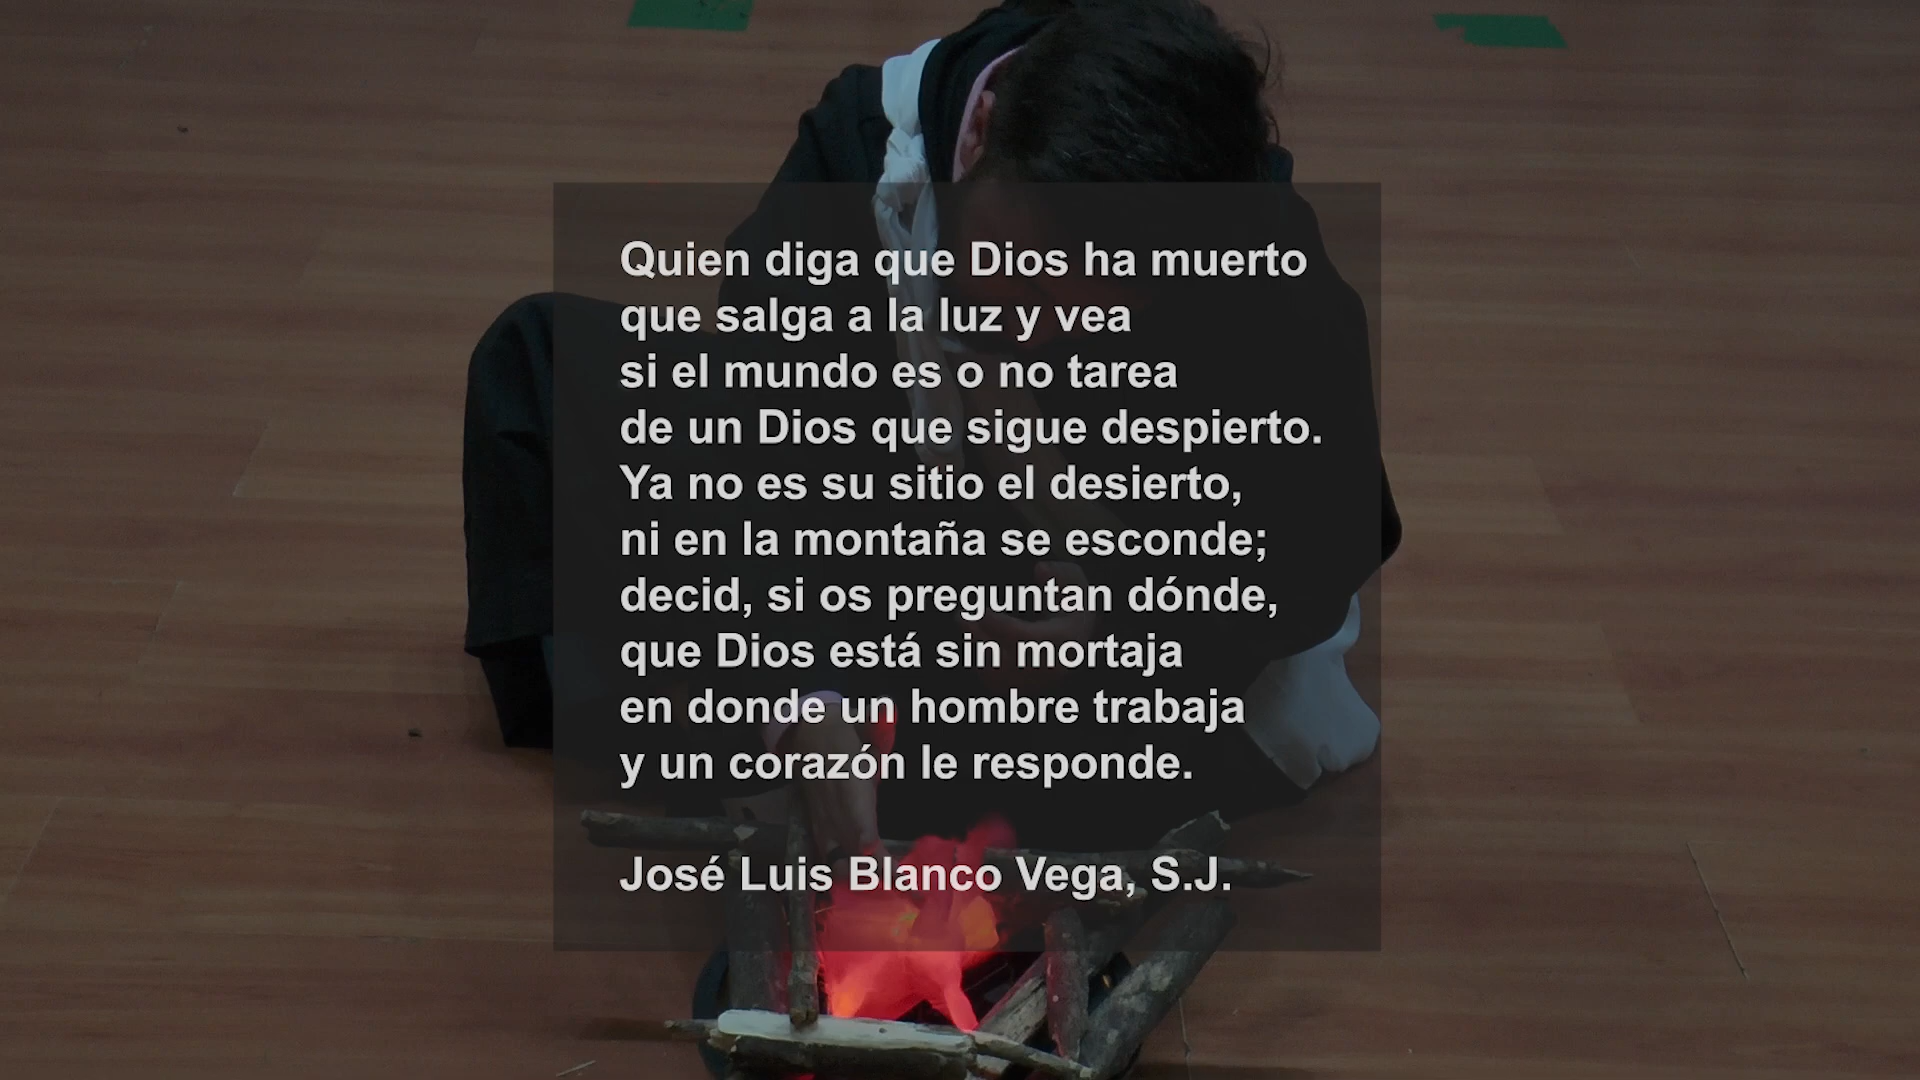 Quien diga que Dios ha muerto
que salga a la luz y vea
si el mundo es o no tarea
de un Dios que sigue despierto.
Ya no es su sitio el desierto,
ni en la montaña se esconde;
decid, si os preguntan dónde,
que Dios está sin mortaja
en donde un hombre trabaja
y un corazón le responde.
José Luis Blanco Vega, S.J.